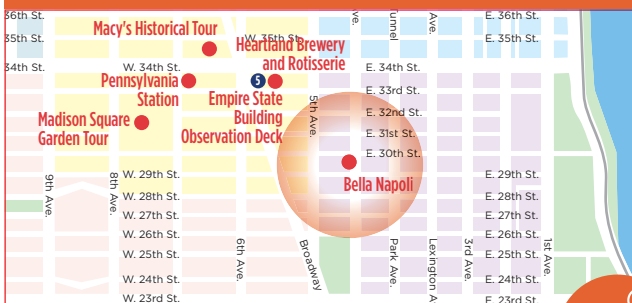 36th St.
ve.
Tunnel
Ave.
E. 36th St.
Macy's Historical Tour
35th St.
W. 35th St.
E. 35th St.
Heartland Brewery
and Rotisserie
34th St.
W. 34th St.
E. 34th St.
Pennsylvania
Station
5
E. 33rd St.
Empire State
Building
Observation Deck
5th Ave.
E. 32nd St.
Madison Square
Garden Tour
E. 31st St.
E. 30th St.
Bella Napoli
9th Ave.
8th Ave.
W. 29th St.
E. 29th St.
W. 28th St.
E. 28th St.
W. 27th St.
E. 27th St.
W. 26th St.
E. 26th St.
6th Ave.
Broadway
Park Ave.
Lexington A
3rd Ave.
1st Ave.
W. 25th St.
E. 25th St.
W. 24th St.
E. 24th St.
W. 23rd St.
E. 23rd St.